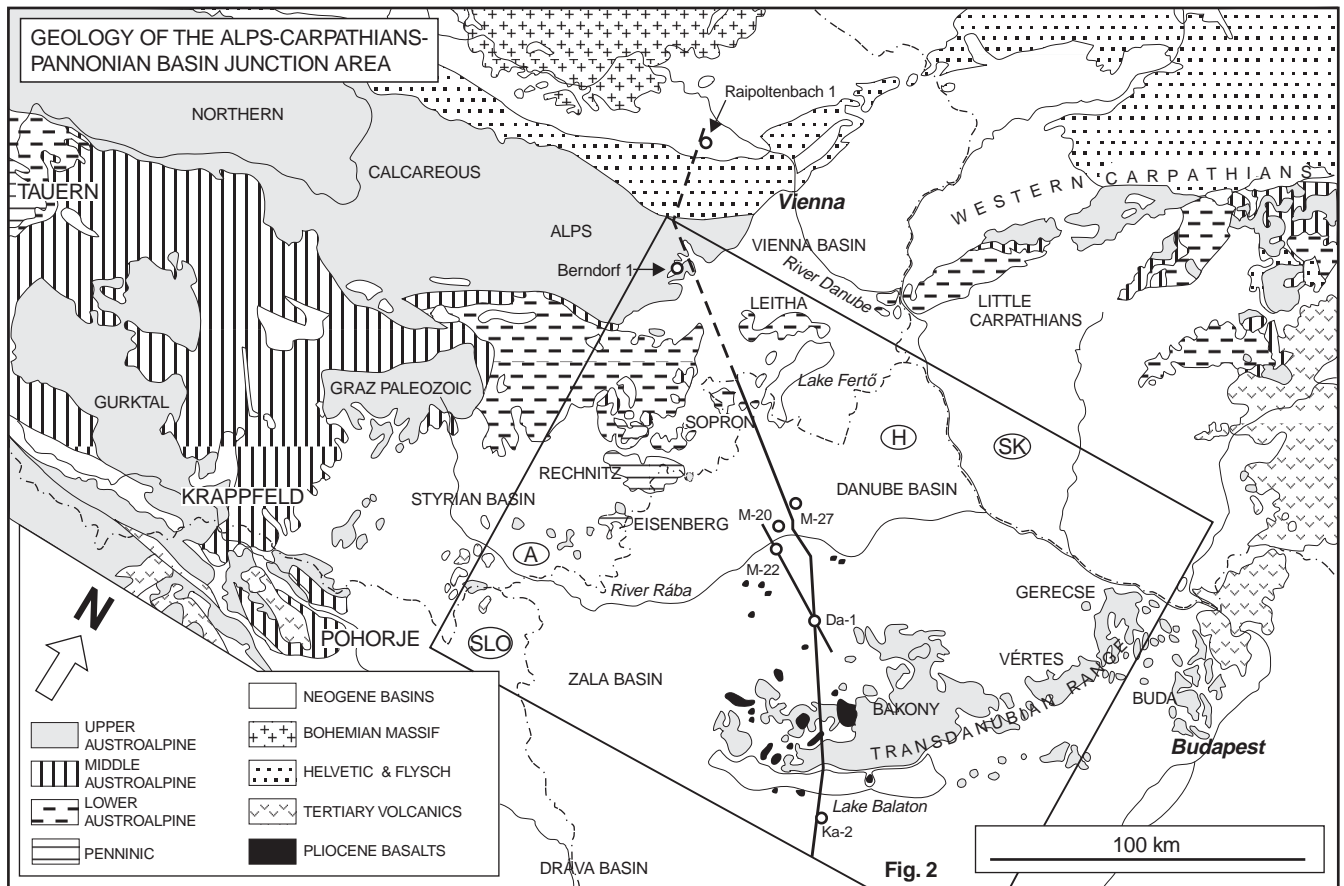 GEOLOGY OF THE ALPS-CARPATHIANS-
PANNONIAN BASIN JUNCTION AREA
NORTHERN
CALCAREOUS
ALPS
TAUERN
Raipoltenbach 1
Vienna
WESTERN CARPATHIANS
VIENNA BASIN
River Danube
Berndorf 1
LEITHA
LITTLE
CARPATHIANS
Lake Fertő
GRAZ PALEOZOIC
GURKTAL
SOPRON
H
SK
RECHNITZ
KRAPPFELD
STYRIAN BASIN
DANUBE BASIN
EISENBERG
M-20
M-27
A
M-22
River Rába
GERECSE
Da-1
N
POHORJE
SLO
VÉRTES
ZALA BASIN
BUDA
BAKONY
TRANSDANUBIAN RANGE
Budapest
Lake Balaton
Ka-2
DRAVA BASIN
Fig. 2
100 km
UPPER
AUSTROALPINE
MIDDLE
AUSTROALPINE
LOWER
AUSTROALPINE
PENNINIC
NEOGENE BASINS
BOHEMIAN MASSIF
HELVETIC & FLYSCH
TERTIARY VOLCANICS
PLIOCENE BASALTS